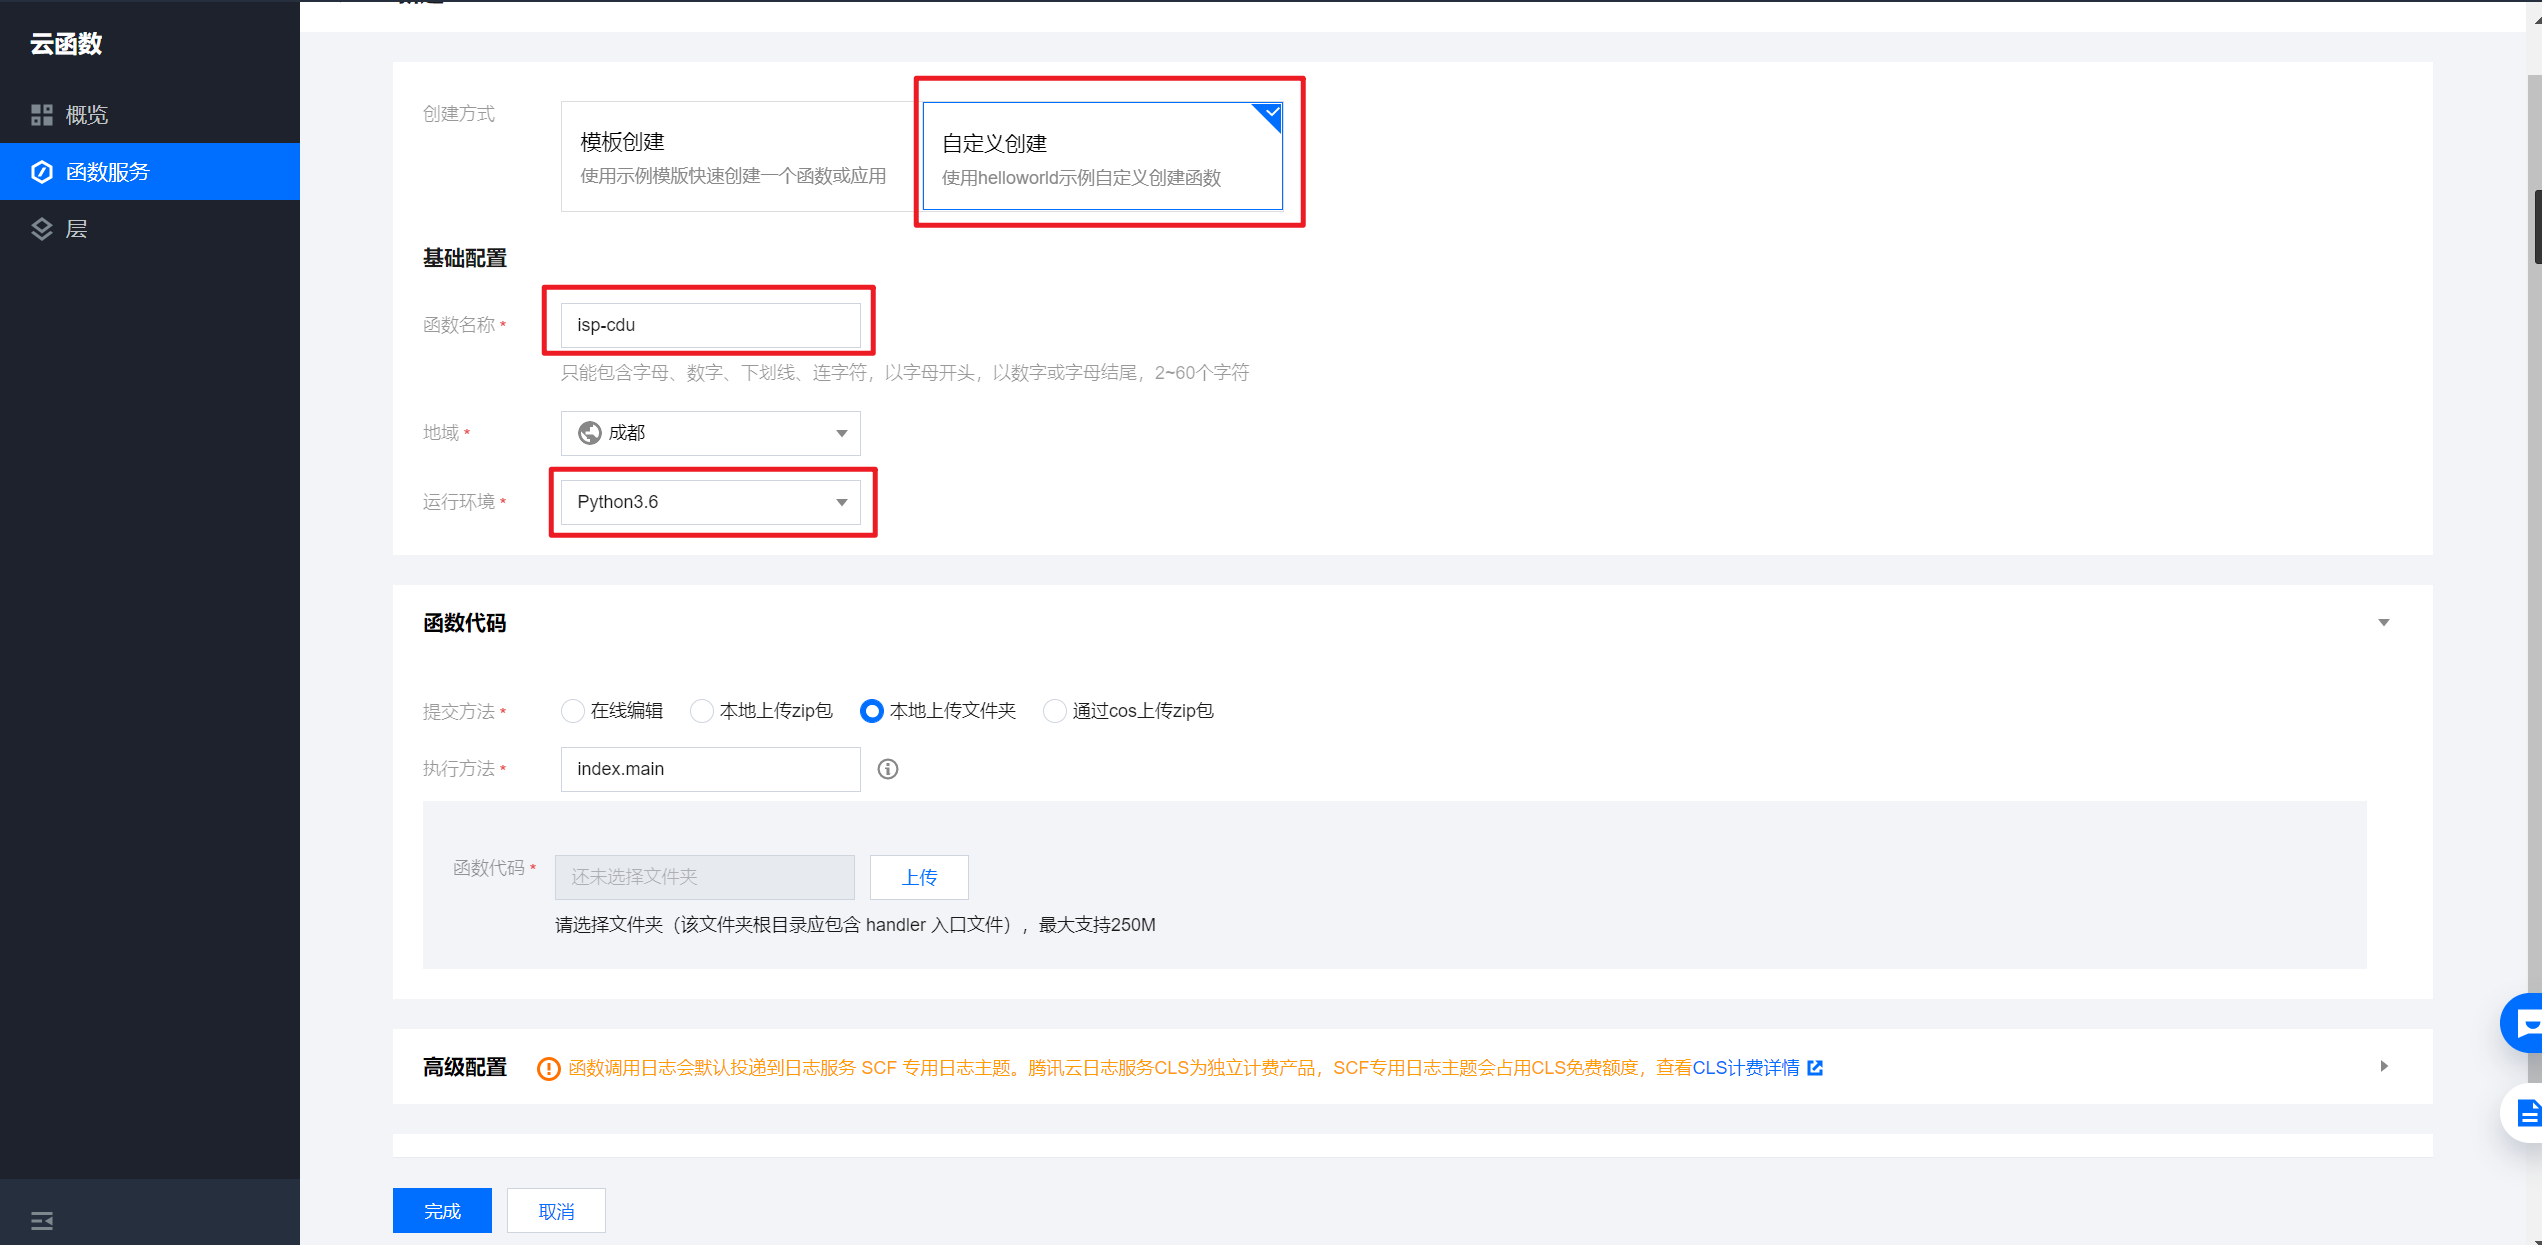 云函数
概览
函数服务
层
创建方式
模板创建
使用示例模版快速创建一个函数或应用
自定义创建
使用helloworld示例自定义创建函数
基础配置
函数名称 *
isp-cdu
只能包含字母、数字、下划线、连字符，以字母开头，以数字或字母结尾，2~60个字符
地域 *
成都
运行环境 *
Python3.6
函数代码
提交方法 *
在线编辑 本地上传zip包 本地上传文件夹 通过cos上传zip包
执行方法 *
index.main
函数代码 *
还未选择文件夹
上传
请选择文件夹（该文件夹根目录应包含 handler 入口文件），最大支持250M
高级配置
函数调用日志会默认投递到日志服务 SCF 专用日志主题。腾讯云日志服务CLS为独立计费产品，SCF专用日志主题会占用CLS免费额度，查看CLS计费详情
完成
取消